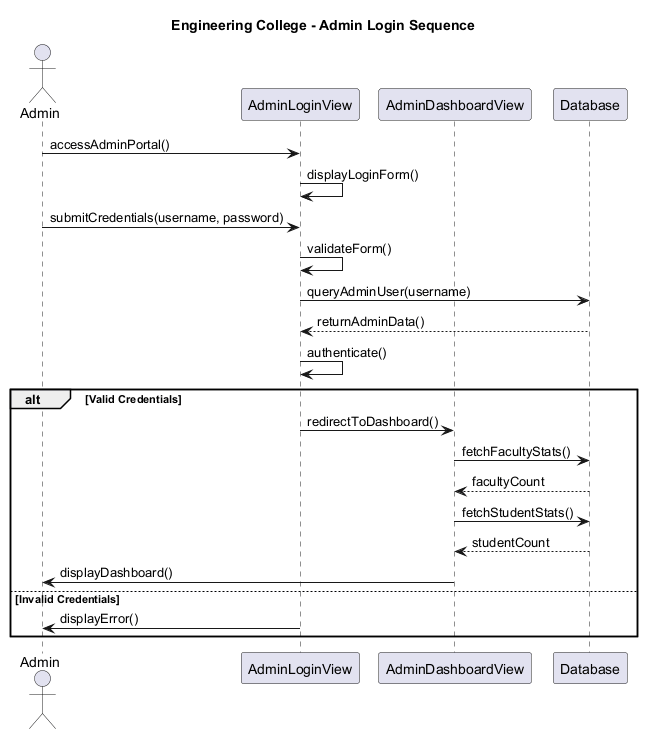 Engineering College - Admin Login Sequence
Admin
AdminLoginView
AdminDashboardView
Database
accessAdminPortal()
displayLoginForm()
submitCredentials(username, password)
validateForm()
queryAdminUser(username)
returnAdminData()
authenticate()
alt [Valid Credentials]
redirectToDashboard()
fetchFacultyStats()
facultyCount
fetchStudentStats()
studentCount
displayDashboard()
[Invalid Credentials]
displayError()
Admin
AdminLoginView
AdminDashboardView
Database